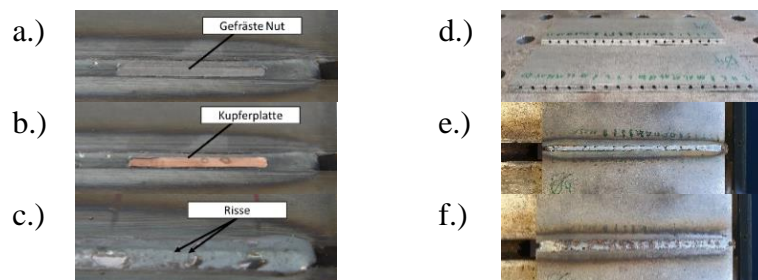 a.)
Gefräste Nut
b.)
Kupferplatte
c.)
Risse
d.)
e.)
f.)